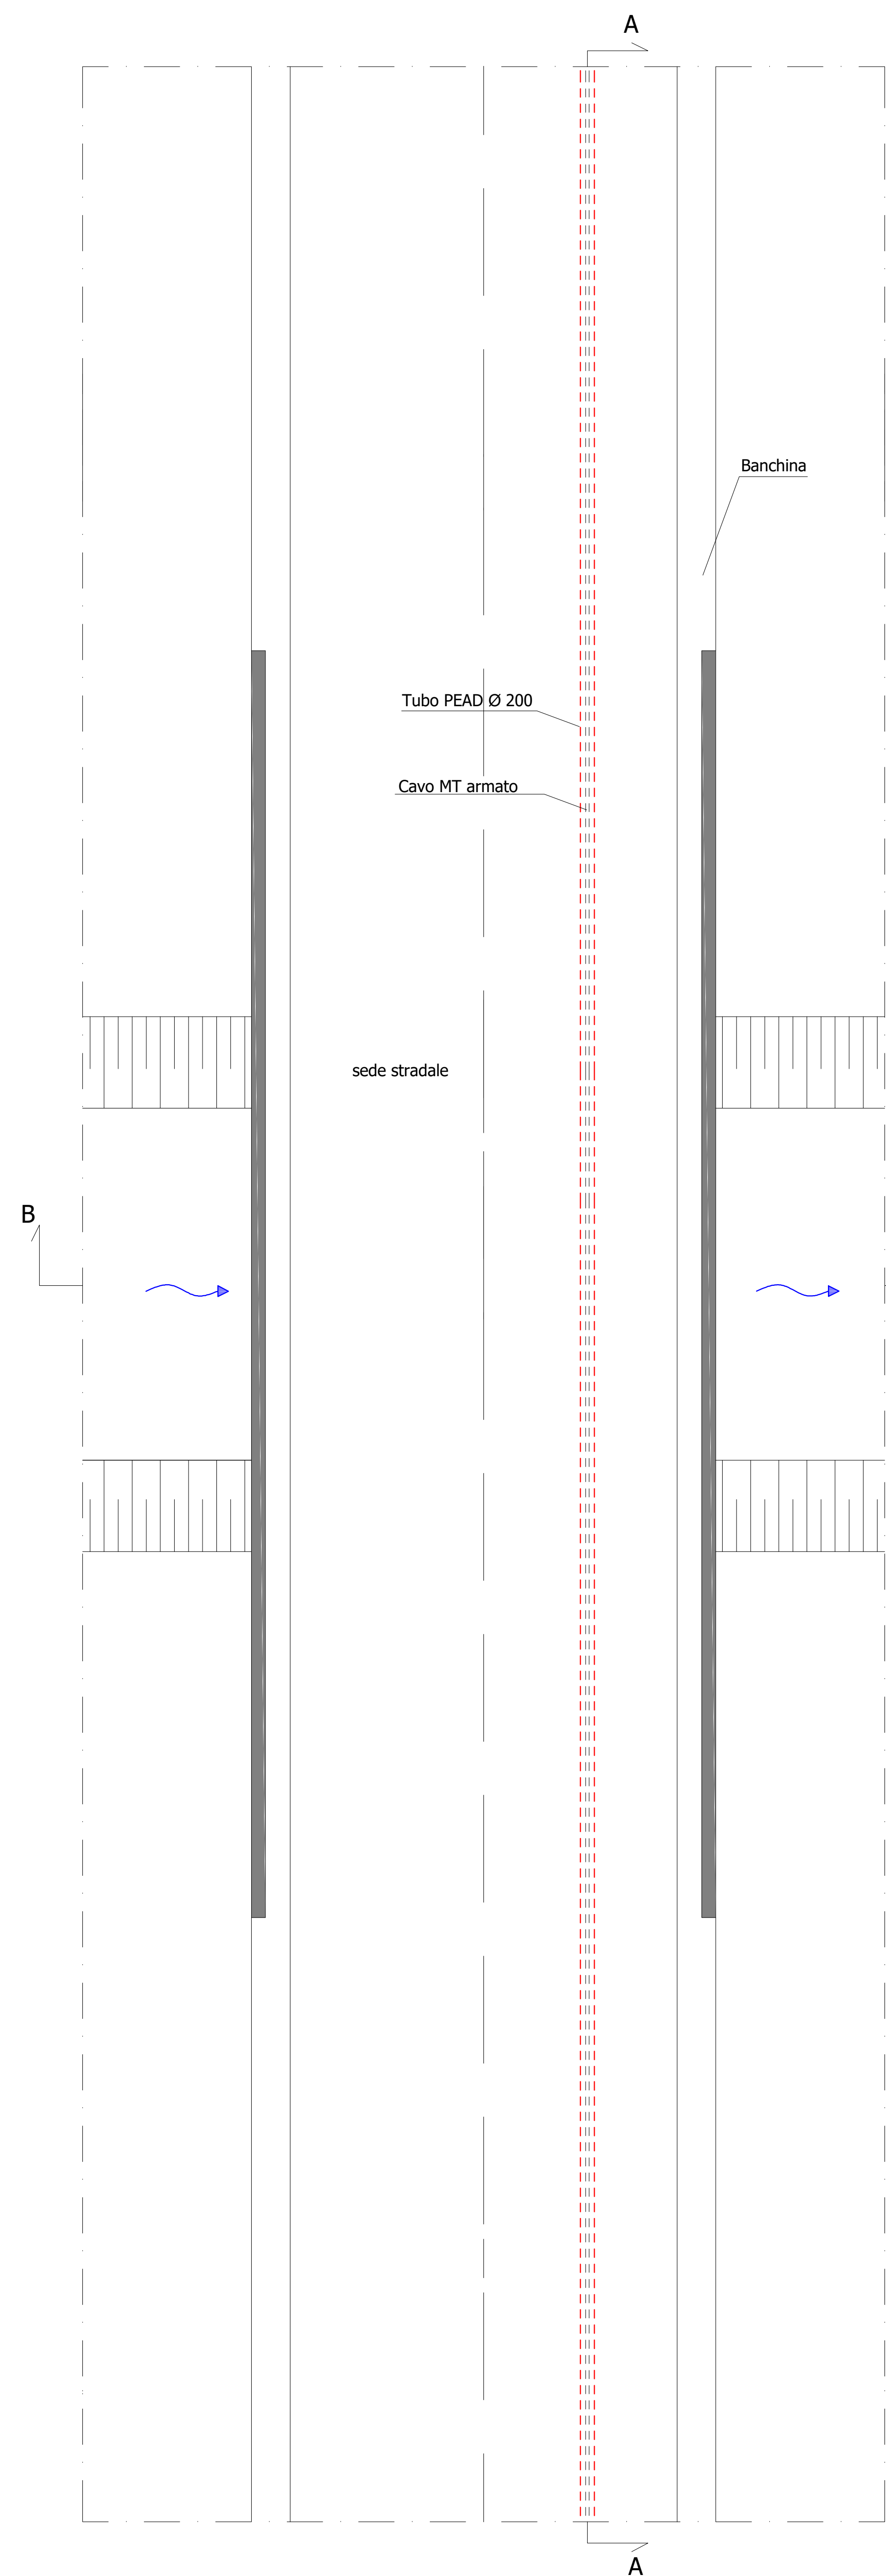 A
Banchina
Tubo PEAD Ø 200
Cavo MT armato
sede stradale
B
A